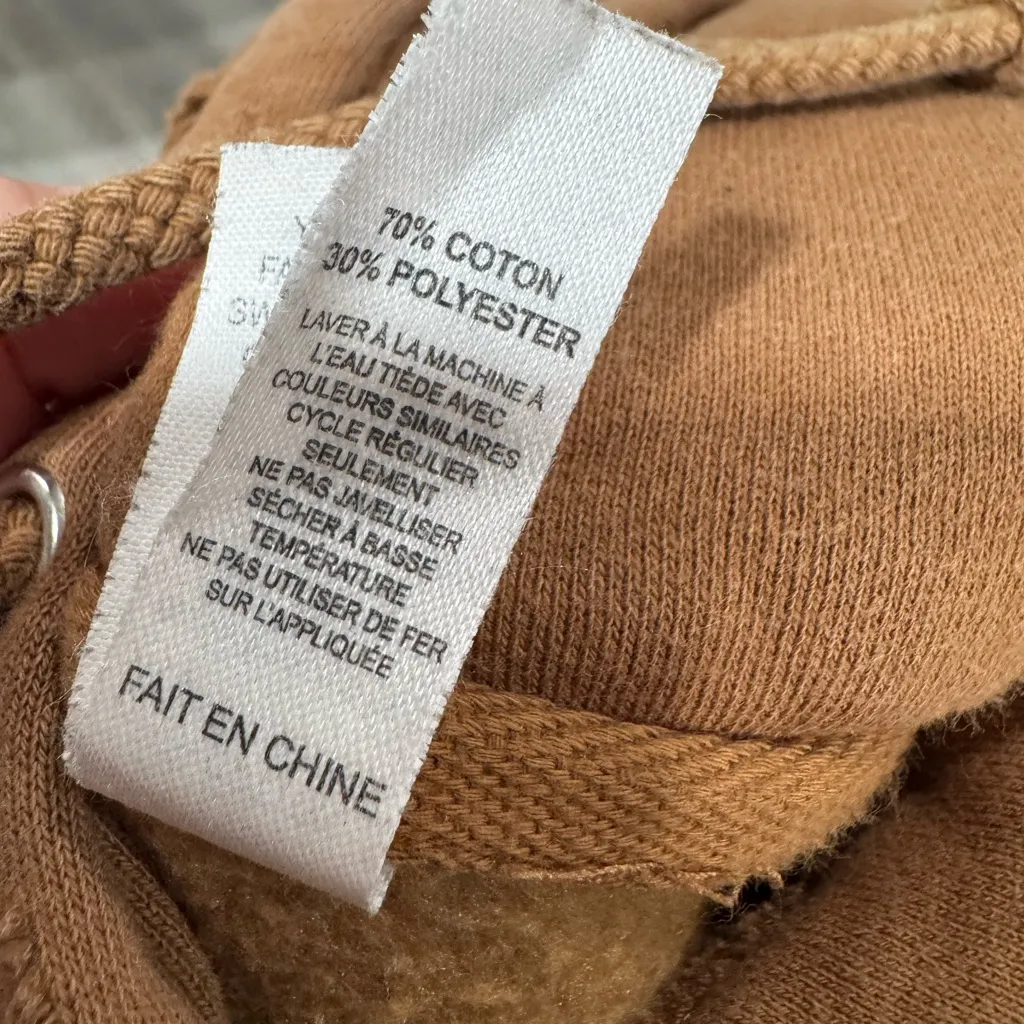 70% COTON
30% POLYESTER
LAVER À LA MACHINE À
L'EAU TIÈDE AVEC
COULEURS SIMILAIRES
CYCLE RÉGULIER
SEULEMENT
NE PAS JAVELLISER
SÉCHER À BASSE
TEMPÉRATURE
NE PAS UTILISER DE FER
SUR L'APPLIQUÉE
FAIT EN CHINE